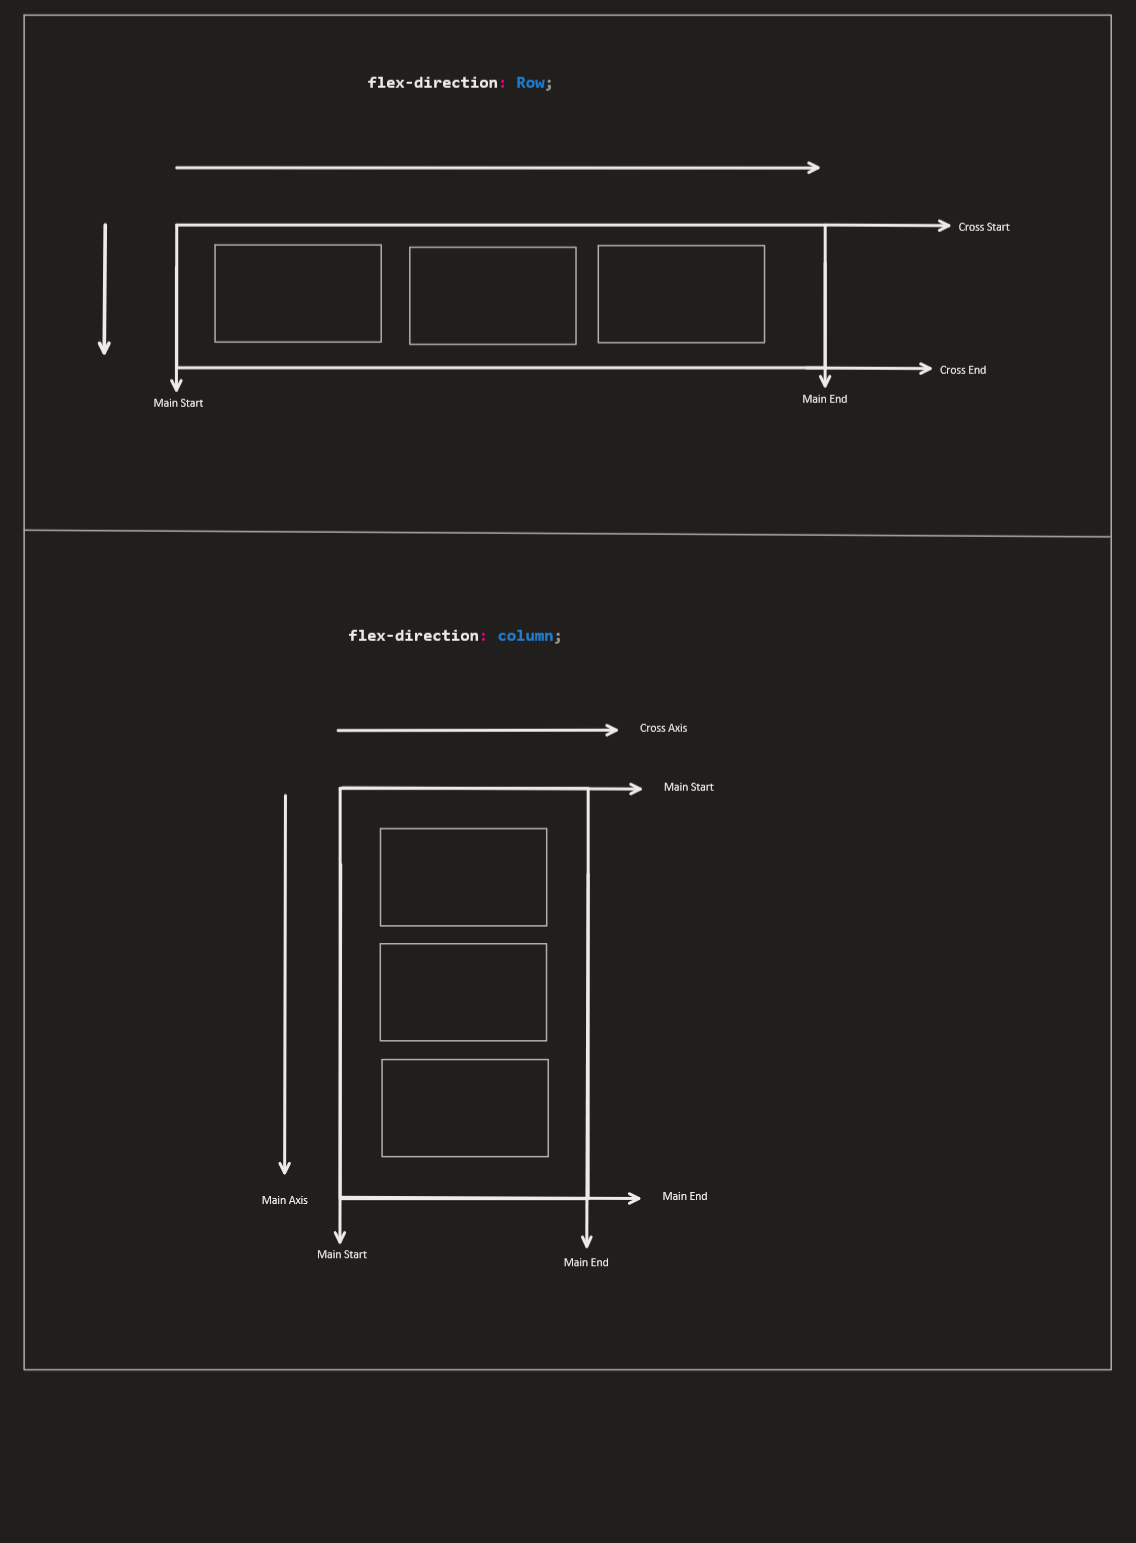 flex-direction: Row;
Cross Start
Cross End
Main Start
Main End
flex-direction: column;
Cross Axis
Main Start
Main End
Main Axis
Main Start
Main End